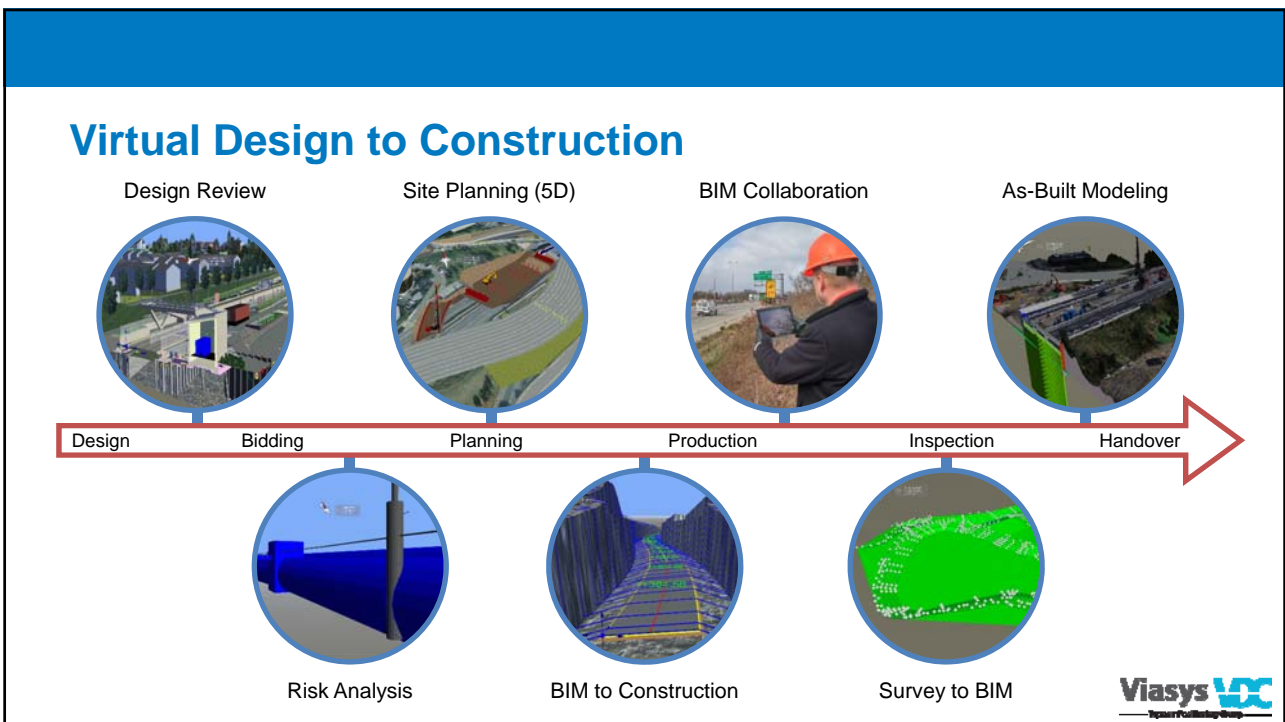 Virtual Design to Construction
Design Review Site Planning (5D) BIM Collaboration As-Built Modeling
Design Bidding Planning Production Inspection Handover
Risk Analysis BIM to Construction Survey to BIM
Viasys VDC